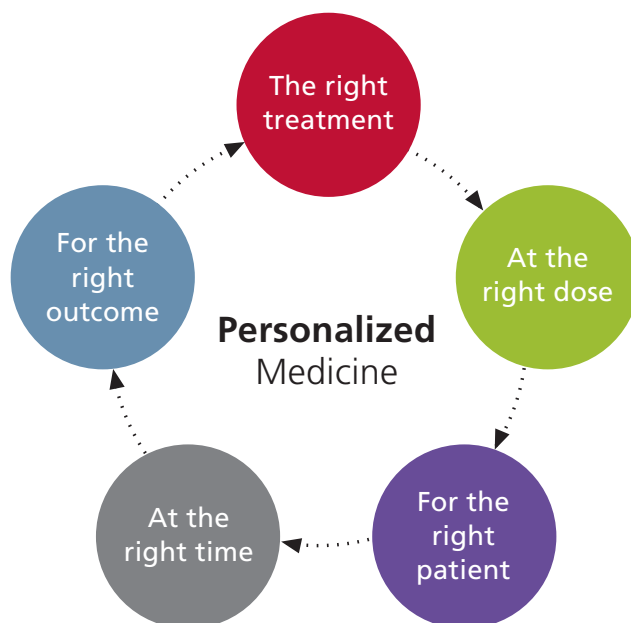 The right
treatment
At the
right dose
For the
right
patient
At the
right time
For the
right
outcome
Personalized
Medicine